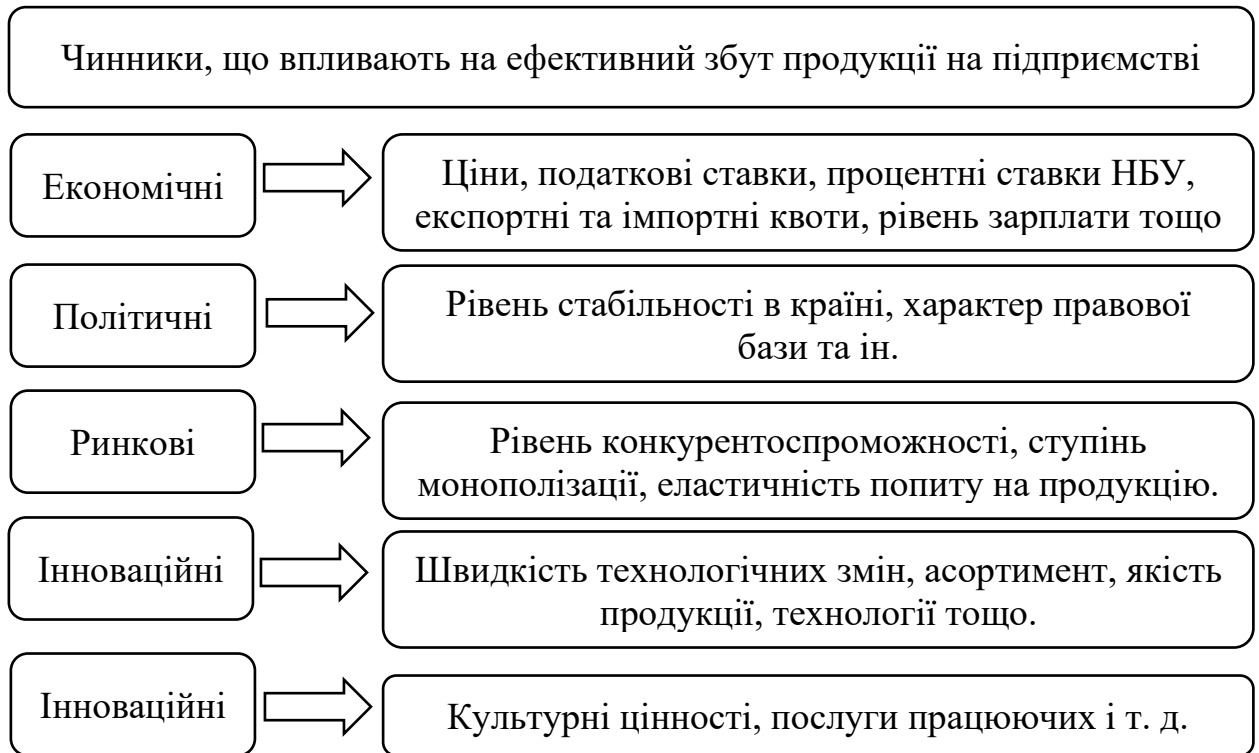 Чинники, що впливають на ефективний збут продукції на підприємстві
Економічні
Ціни, податкові ставки, процентні ставки НБУ,
експортні та імпортні квоти, рівень зарплати тощо
Політичні
Рівень стабільності в країні, характер правової
бази та ін.
Ринкові
Рівень конкурентоспроможності, ступінь
монополізації, еластичність попиту на продукцію.
Інноваційні
Швидкість технологічних змін, асортимент, якість
продукції, технології тощо.
Інноваційні
Культурні цінності, послуги працюючих і т. д.